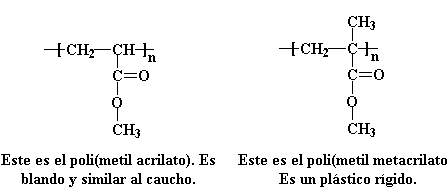 CH3
CH2 CH n
C=O
O
CH3
Este es el poli(metil acrilato). Es
blando y similar al caucho.
CH3
CH2 C n
C=O
O
CH3
Este es el poli(metil metacrilato
Es un plástico rígido.